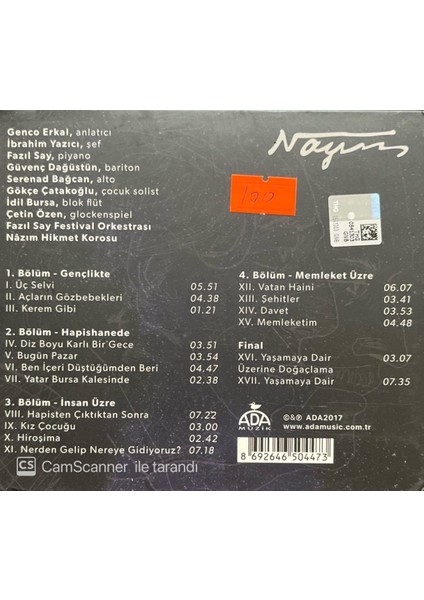 Genco Erkal, anlatıcı
İbrahim Yazıcı, şef
Fazıl Say, piyano
Güvenç Dağüstün, bariton
Serenad Bağcan, alto
Gökçe Çatakoğlu, çocuk solist
İdil Bursa, blok flüt
Çetin Özen, glockenspiel
Fazıl Say Festival Orkestrası
Nâzım Hikmet Korosu
Nâzım
180
1. Bölüm - Gençlikte
I. Üç Selvi 05.51
II. Açların Gözbebekleri 04.38
III. Kerem Gibi 01.21
2. Bölüm - Hapishanede
IV. Diz Boyu Karlı Bir Gece 03.51
V. Bugün Pazar 03.54
VI. Ben İçeri Düştüğümden Beri 04.47
VII. Yatar Bursa Kalesinde 02.38
3. Bölüm - İnsan Üzre
VIII. Hapisten Çıktıktan Sonra 07.22
IX. Kız Çocuğu 03.00
X. Hiroşima 02.42
XI. Nerden Gelip Nereye Gidiyoruz? 07.18
4. Bölüm - Memleket Üzre
XII. Vatan Haini 06.07
XIII. Şehitler 03.41
XIV. Davet 03.53
XV. Memleketim 04.48
Final
XVI. Yaşamaya Dair 03.07
Üzerine Doğaçlama
XVII. Yaşamaya Dair 07.35
ADA
MÜZİK
©&℗ ADA2017
www.adamusic.com.tr
8 692646 504473
CS CamScanner ile tarandı